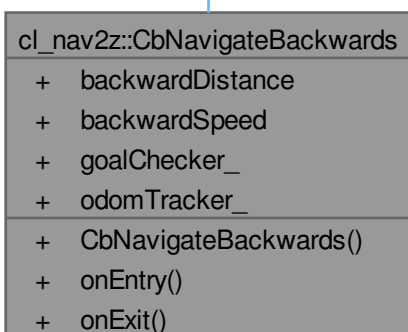 cl_nav2z::CbNavigateBackwards
+ backwardDistance
+ backwardSpeed
+ goalChecker_
+ odomTracker_
+ CbNavigateBackwards()
+ onEntry()
+ onExit()